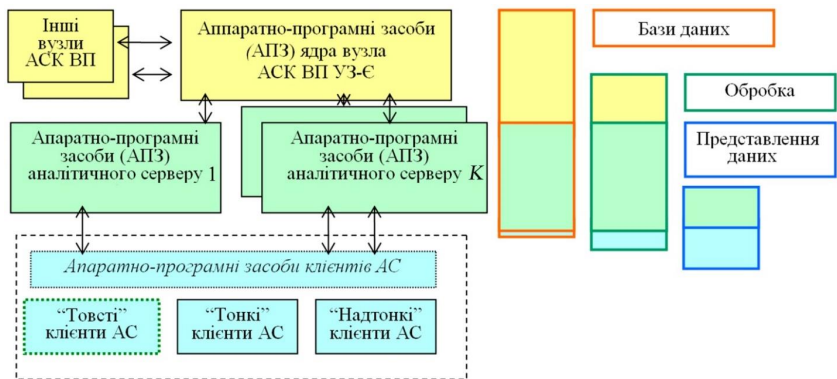 Інші
вузли
АСК ВП
Аппаратно-програмні засоби
(АПЗ) ядра вузла
АСК ВП УЗ-Є
Апаратно-програмні
засоби (АПЗ)
аналітичного серверу 1
Апаратно-програмні
засоби (АПЗ)
аналітичного серверу K
Апаратно-програмні засоби клієнтів АС
“Товсті”
клієнти АС
“Тонкі”
клієнти АС
“Надтонкі”
клієнти АС
Бази даних
Обробка
Представлення
даних